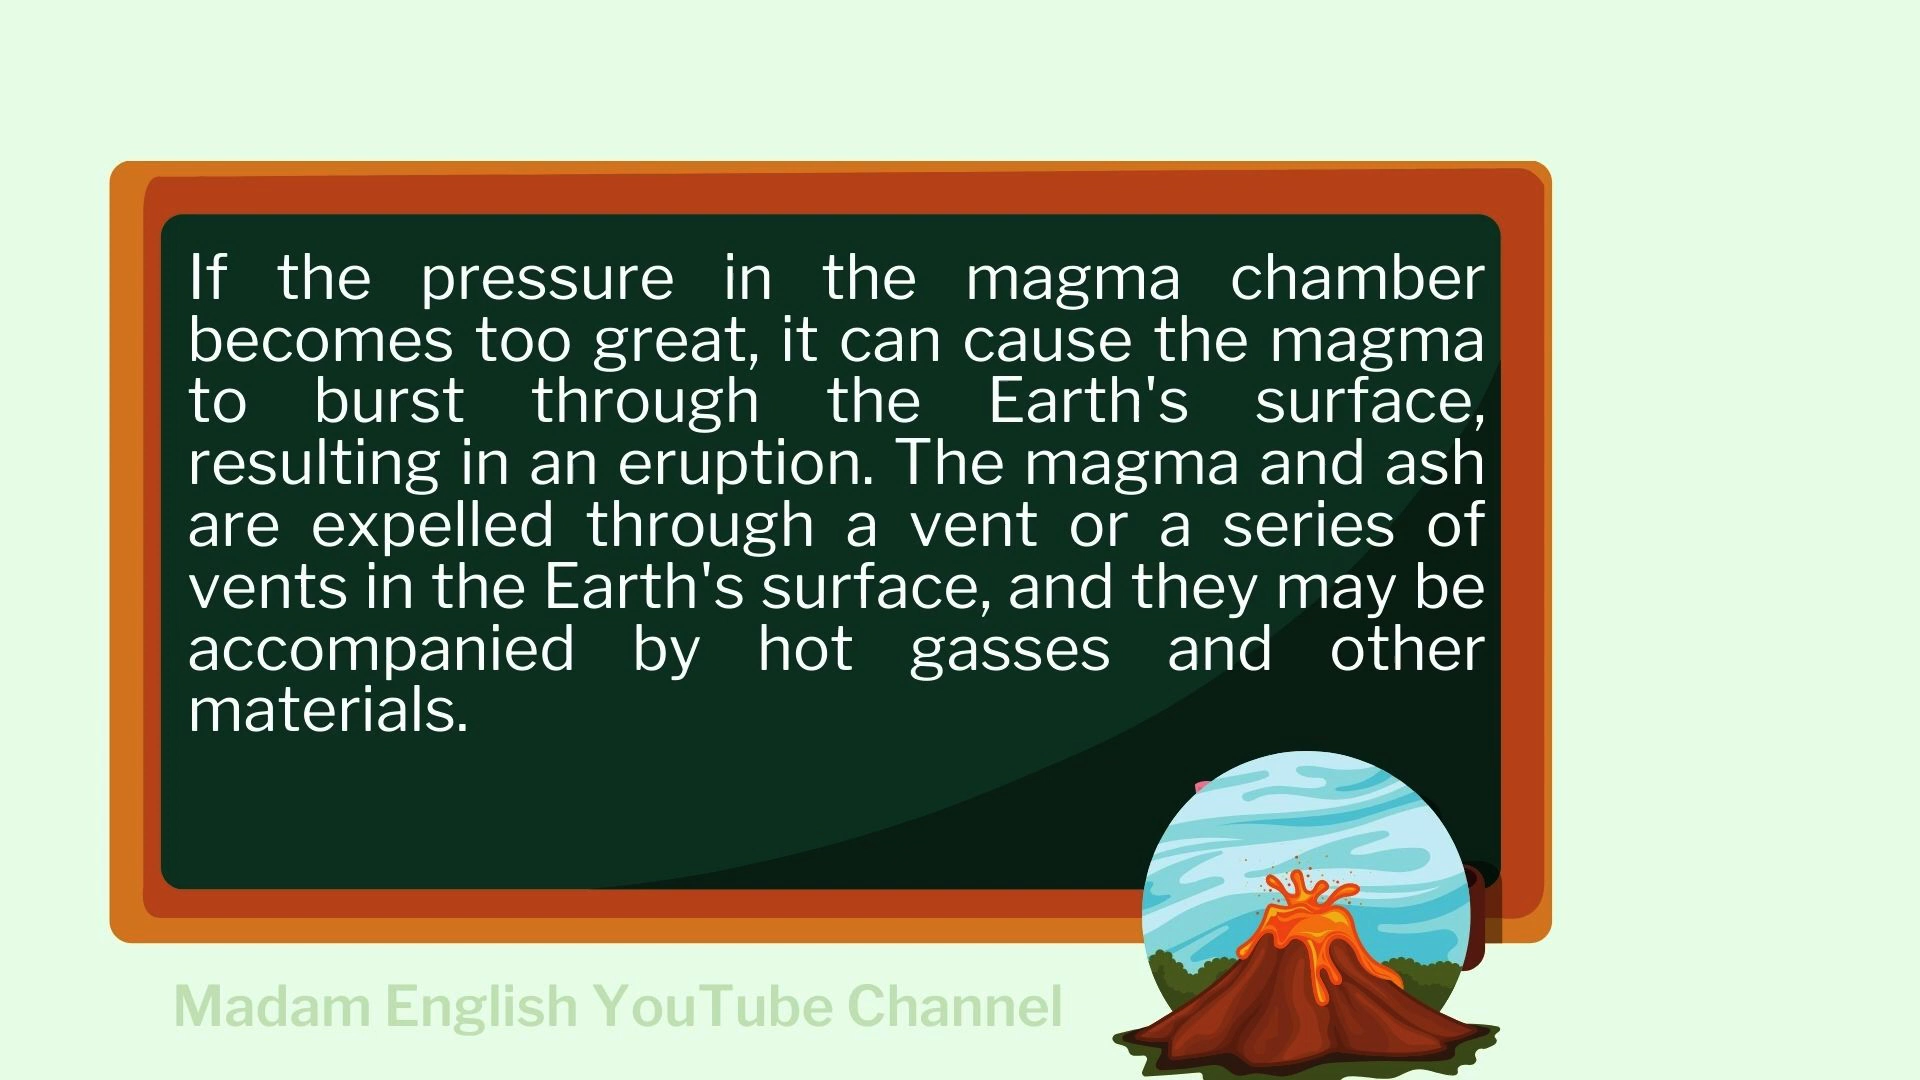 If the pressure in the magma chamber
becomes too great, it can cause the magma
to burst through the Earth's surface,
resulting in an eruption. The magma and ash
are expelled through a vent or a series of
vents in the Earth's surface, and they may be
accompanied by hot gasses and other
materials.
Madam English YouTube Channel